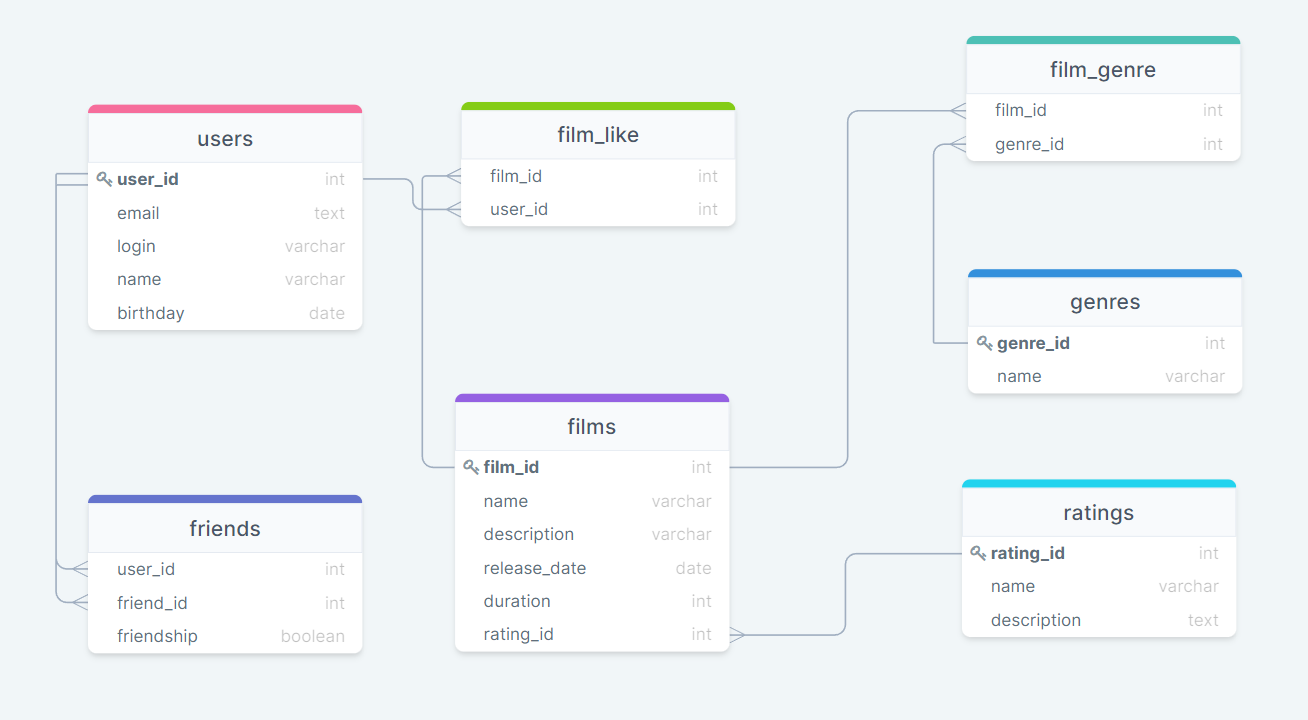 users
user_id int
email text
login varchar
name varchar
birthday date
film_like
film_id int
user_id int
film_genre
film_id int
genre_id int
genres
genre_id int
name varchar
friends
user_id int
friend_id int
friendship boolean
films
film_id int
name varchar
description varchar
release_date date
duration int
rating_id int
ratings
rating_id int
name varchar
description text